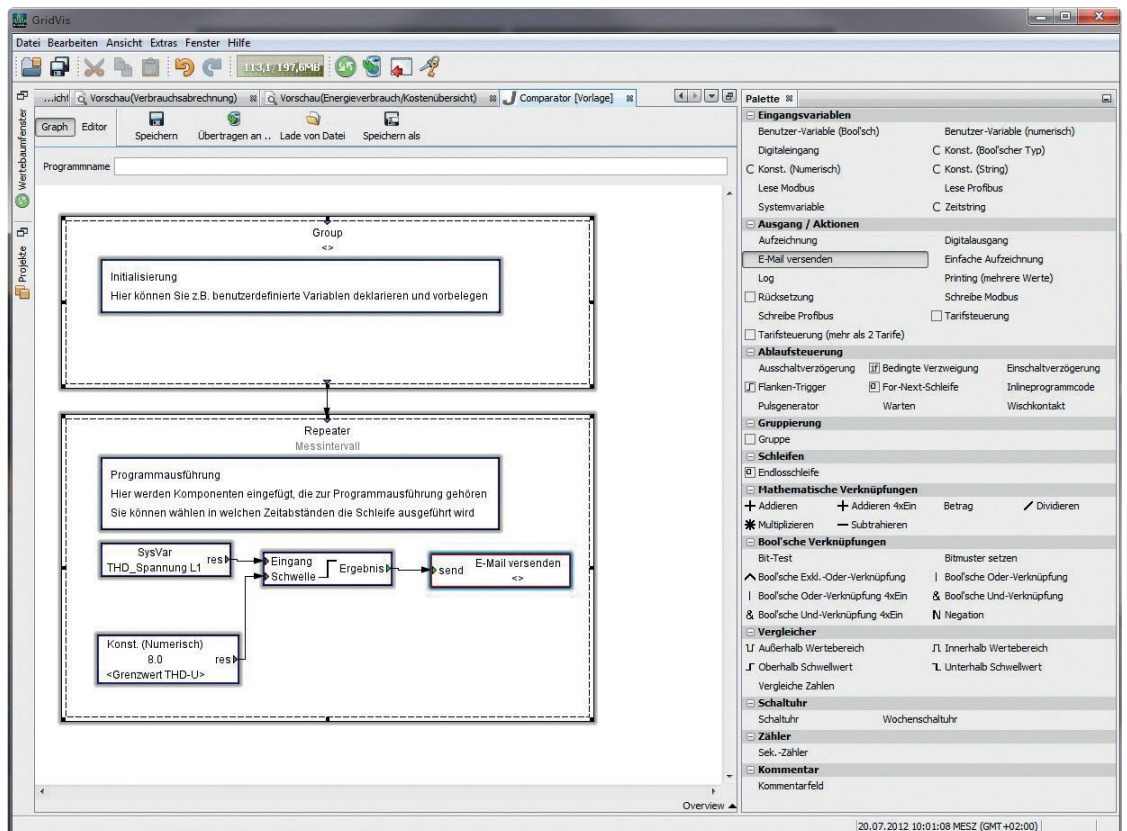 GridVis
Datei Bearbeiten Ansicht Extras Fenster Hilfe
113,1/197,6MB
...icht Vorschau(Verbrauchsabrechnung) Vorschau(Energieverbrauch/Kostenübersicht) Comparator [Vorlage]
Graph Editor Speichern Übertragen an .. Lade von Datei Speichern als
Programmname
Wertebaumfenster
Projekte
Group
<>
Initialisierung
Hier können Sie z.B. benutzerdefinierte Variablen deklarieren und vorbelegen
Repeater
Messintervall
Programmausführung
Hier werden Komponenten eingefügt, die zur Programmausführung gehören
Sie können wählen in welchen Zeitabständen die Schleife ausgeführt wird
SysVar
THD_Spannung L1
res
Eingang
Schwelle
Ergebnis
send
E-Mail versenden
<>
Konst. (Numerisch)
8.0
res
<Grenzwert THD-U>
Overview
Palette
Eingangsvariablen
Benutzer-Variable (Bool'sch) Benutzer-Variable (numerisch)
Digitaleingang C Konst. (Bool'scher Typ)
C Konst. (Numerisch) C Konst. (String)
Lese Modbus Lese Profibus
Systemvariable C Zeitstring
Ausgang / Aktionen
Aufzeichnung Digitalausgang
E-Mail versenden Einfache Aufzeichnung
Log Printing (mehrere Werte)
Rücksetzung Schreibe Modbus
Schreibe Profibus Tarifsteuerung
Tarifsteuerung (mehr als 2 Tarife)
Ablaufsteuerung
Ausschaltverzögerung if Bedingte Verzweigung Einschaltverzögerung
Flanken-Trigger For-Next-Schleife Inlineprogrammcode
Pulsgenerator Warten Wischkontakt
Gruppierung
Gruppe
Schleifen
Endlosschleife
Mathematische Verknüpfungen
+ Addieren + Addieren 4xEin Betrag / Dividieren
* Multiplizieren - Subtrahieren
Bool'sche Verknüpfungen
Bit-Test Bitmuster setzen
^ Bool'sche Exkl.-Oder-Verknüpfung | Bool'sche Oder-Verknüpfung
| Bool'sche Oder-Verknüpfung 4xEin & Bool'sche Und-Verknüpfung
& Bool'sche Und-Verknüpfung 4xEin N Negation
Vergleicher
Außerhalb Wertebereich Innerhalb Wertebereich
Oberhalb Schwellwert Unterhalb Schwellwert
Vergleiche Zahlen
Schaltuhr
Schaltuhr Wochenschaltuhr
Zähler
Sek.-Zähler
Kommentar
Kommentarfeld
20.07.2012 10:01:08 MESZ (GMT+02:00)